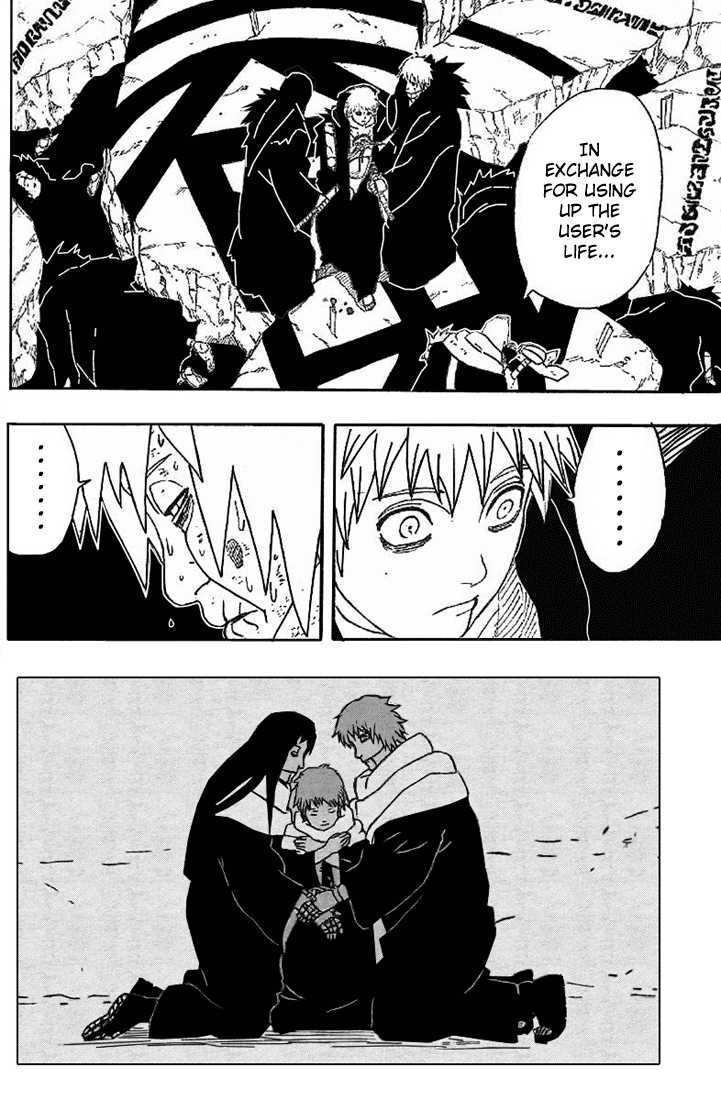 IN
EXCHANGE
FOR USING
UP THE
USER'S
LIFE...
.......
......